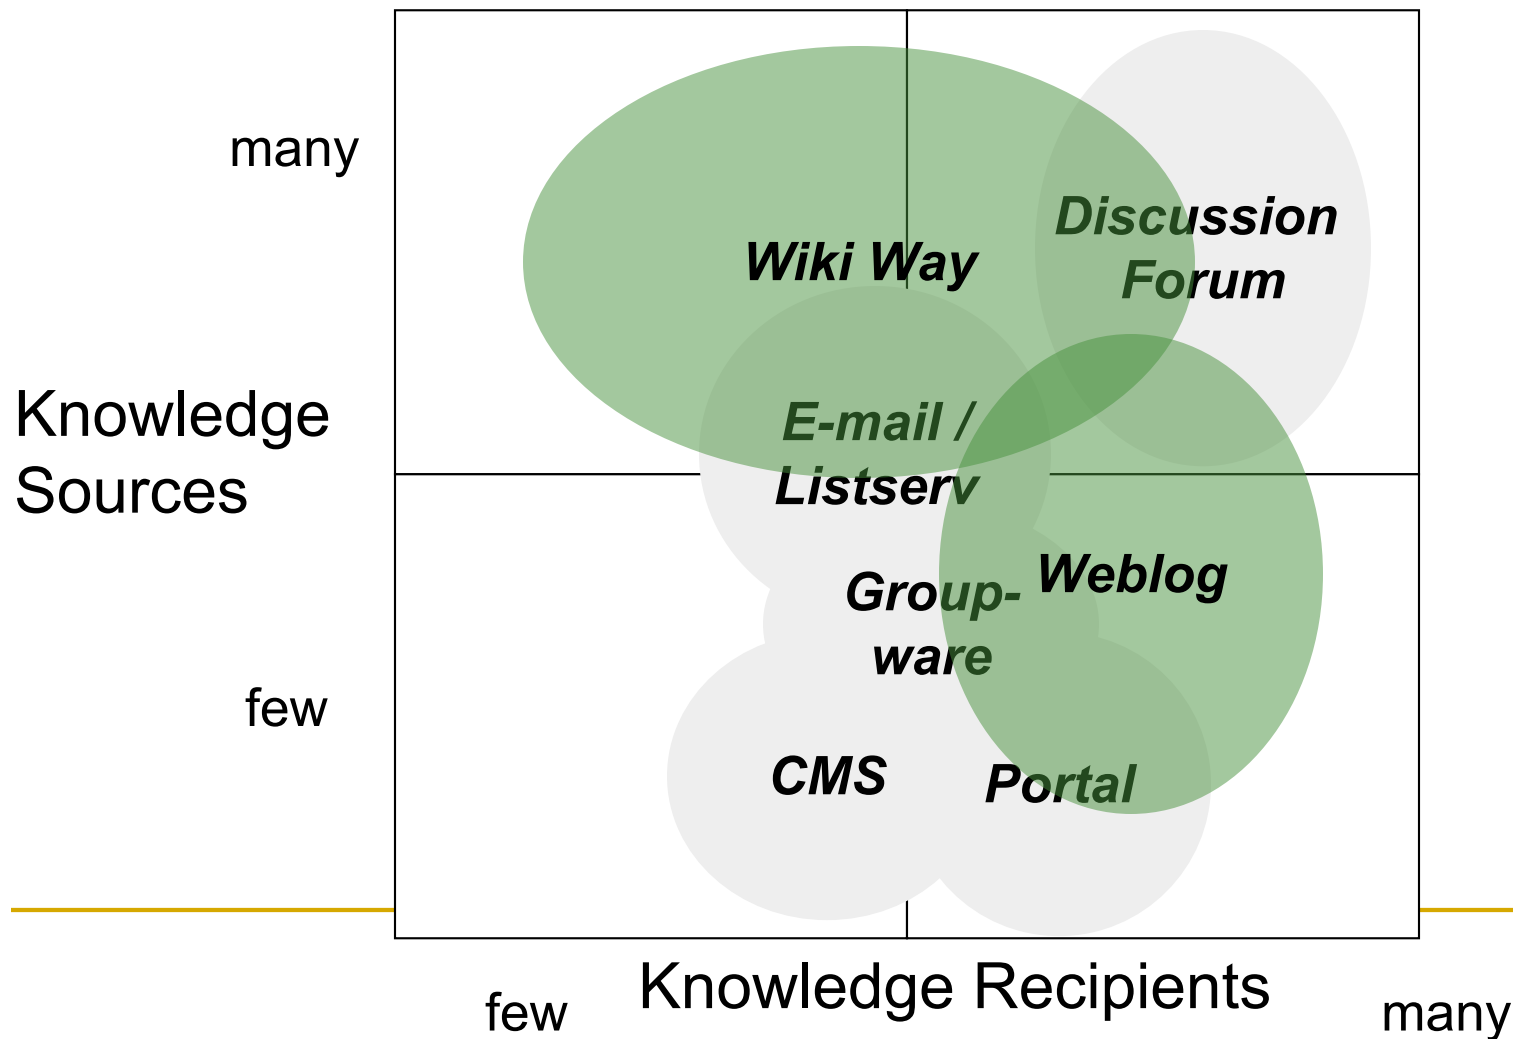 many
Discussion
Forum
Wiki Way
Knowledge
Sources
E-mail /
Listserv
Weblog
Group-
ware
few
CMS
Portal
Knowledge Recipients
few
many